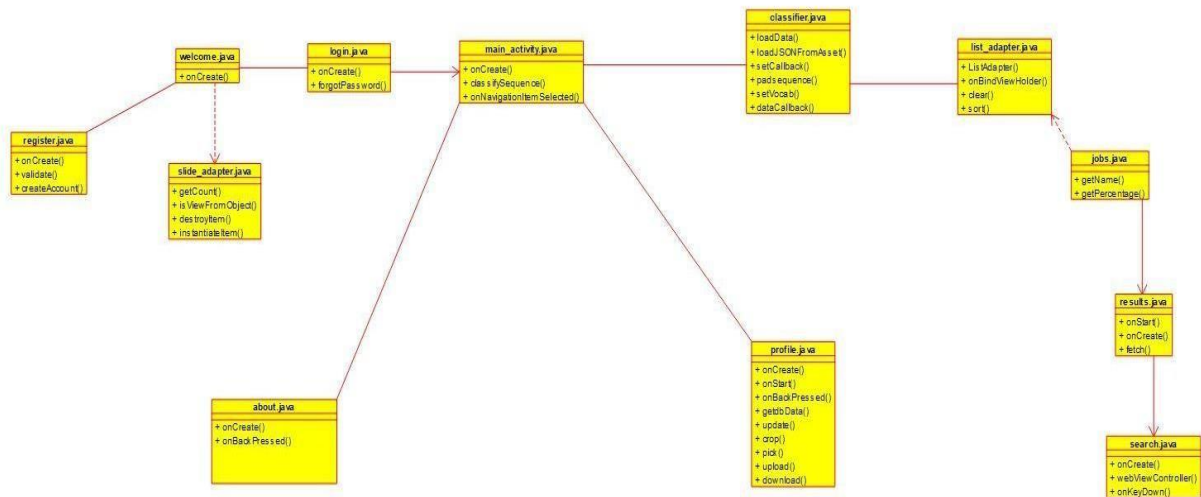 classifier.java
+ loadData()
+ loadJSONFromAsset()
+ setCallback()
+ padsequence()
+ setVocab()
+ dataCallback()
login.java
+ onCreate()
+ forgotPassword()
main_activity.java
+ onCreate()
+ classifySequence()
+ onNavigationItemSelected()
list_adapter.java
+ ListAdapter()
+ onBindViewHolder()
+ clear()
+ sort()
welcome.java
+ onCreate()
register.java
+ onCreate()
+ validate()
+ createAccount()
slide_adapter.java
+ getCount()
+ isViewFromObject()
+ destroyItem()
+ instantiateItem()
jobs.java
+ getName()
+ getPercentage()
results.java
+ onStart()
+ onCreate()
+ fetch()
profile.java
+ onCreate()
+ onStart()
+ onBackPressed()
+ getdbData()
+ update()
+ crop()
+ pick()
+ upload()
+ download()
about.java
+ onCreate()
+ onBackPressed()
search.java
+ onCreate()
+ webViewController()
+ onKeyDown()